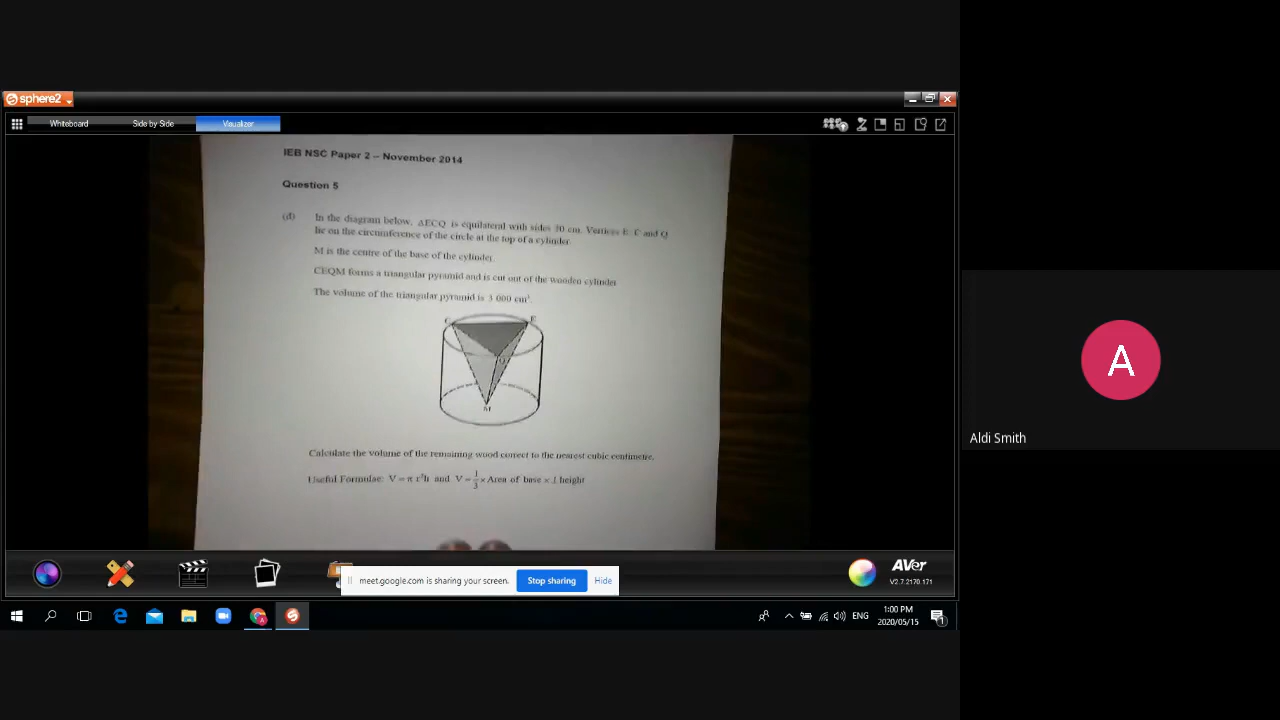 sphere2
Whiteboard
Side by Side
Visualizer
IEB NSC Paper 2 – November 2014
Question 5
(d) In the diagram below, ΔECQ is equilateral with sides cm. Vertices E, C and Q
lie on the circumference of the circle at the top of a cylinder.
M is the centre of the base of the cylinder.
CEQM forms a triangular pyramid and is cut out of the wooden cylinder
The volume of the triangular pyramid is 3 000 cm³.
C E
Q
M
Calculate the volume of the remaining wood correct to the nearest cubic centimetre.
Useful Formulae: V = π r²h and V = 1/3 × Area of base × ⊥ height
A
Aldi Smith
meet.google.com is sharing your screen.
Stop sharing
Hide
AVer
V2.7.2170.171
ENG
1:00 PM
2020/05/15
1